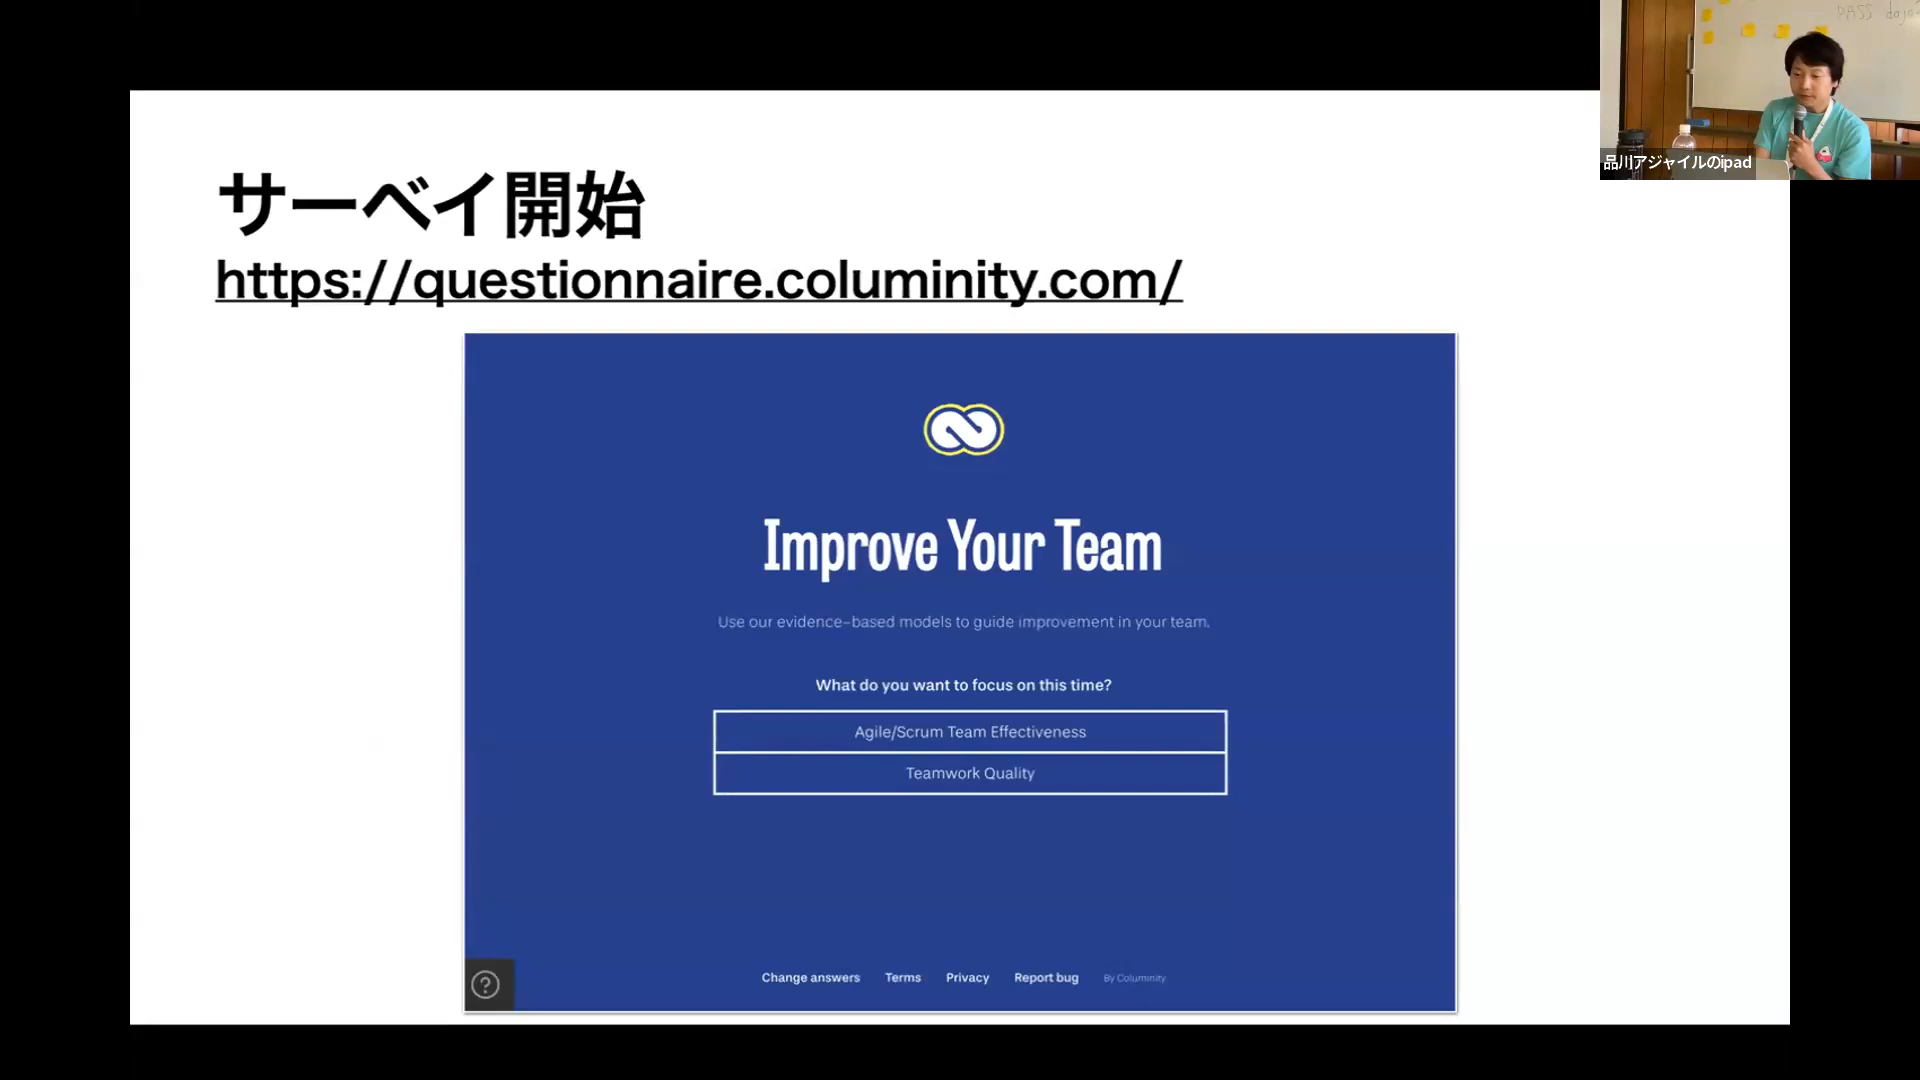 サーベイ開始
https://questionnaire.columinity.com/
Improve Your Team
Use our evidence-based models to guide improvement in your team.
What do you want to focus on this time?
Agile/Scrum Team Effectiveness
Teamwork Quality
Change answers Terms Privacy Report bug By Columinity
?
PASS dojo
品川アジャイルのipad